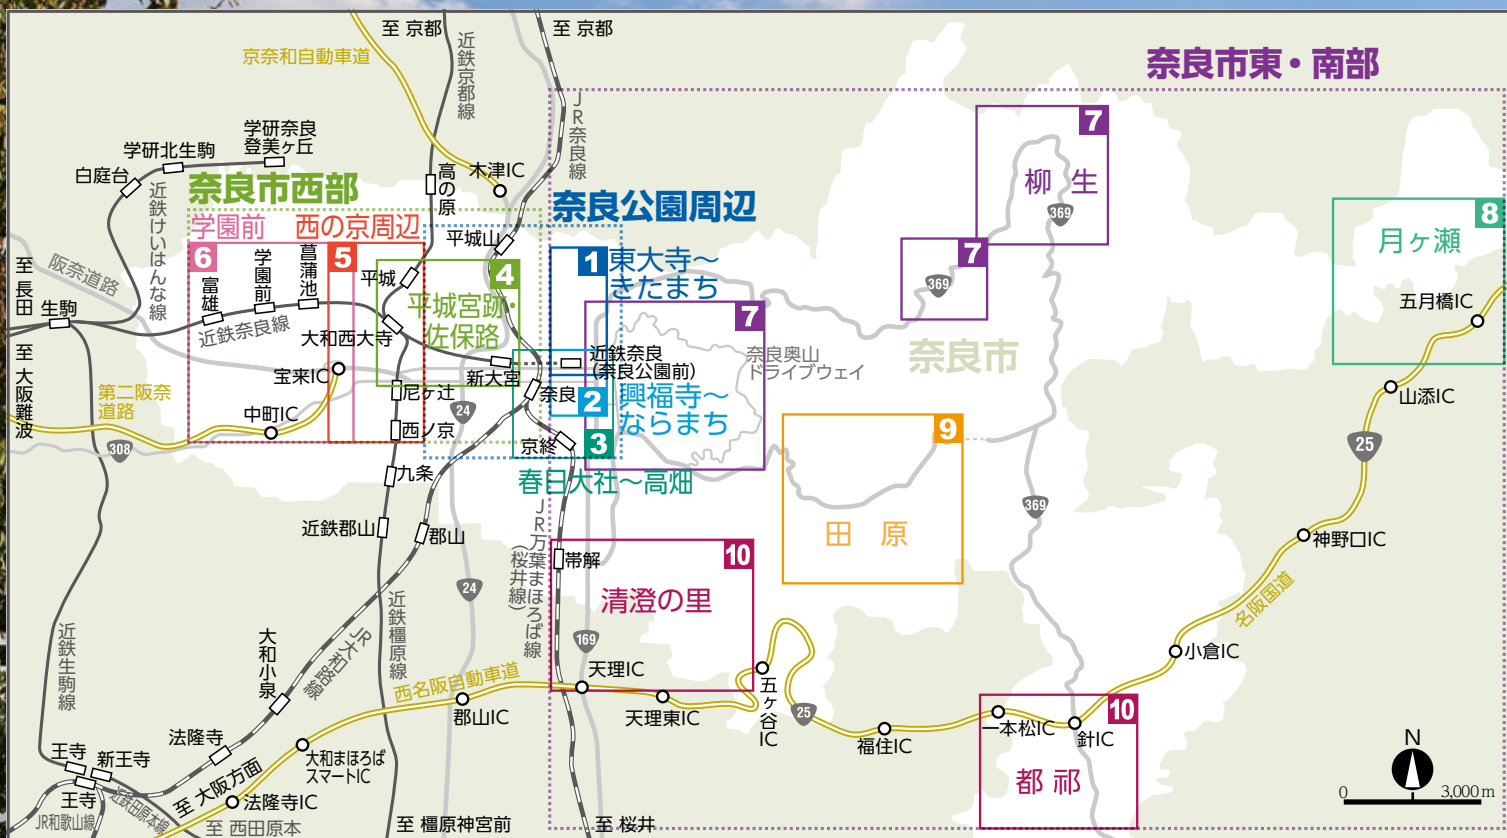 至 京都
至 京都
京奈和自動車道
近鉄京都線
JR奈良線
奈良市東・南部
学研奈良
登美ヶ丘
学研北生駒
白庭台
近鉄けいはんな線
高の原
木津IC
7
柳 生
369
奈良市西部
奈良公園周辺
学園前
西の京周辺
平城山
6
5
4
1
東大寺～
きたまち
7
369
8
月ヶ瀬
五月橋IC
至 長田
阪奈道路
生駒
富雄
学園前
菖蒲池
平城
平城宮跡・
佐保路
近鉄奈良線
大和西大寺
7
奈良奥山
ドライブウェイ
奈良市
近鉄奈良
(奈良公園前)
新大宮
至 大阪難波
宝来IC
第二阪奈
道路
中町IC
尼ヶ辻
24
奈良
2
興福寺～
ならまち
山添IC
308
西ノ京
京終
3
9
25
九条
春日大社～高畑
369
近鉄郡山
郡山
JR万葉まほろば線
(桜井線)
田 原
神野口IC
帯解
10
清澄の里
24
近鉄橿原線
169
名阪国道
近鉄生駒線
大和小泉
JR大和路線
西名阪自動車道
天理IC
小倉IC
郡山IC
天理東IC
五ヶ谷IC
25
福住IC
一本松IC
針IC
10
都 祁
王寺
新王寺
法隆寺
大和まほろば
スマートIC
王寺
至 大阪方面
法隆寺IC
JR和歌山線
近鉄田原本線
至 西田原本
至 橿原神宮前
至 桜井
N
0
3,000m